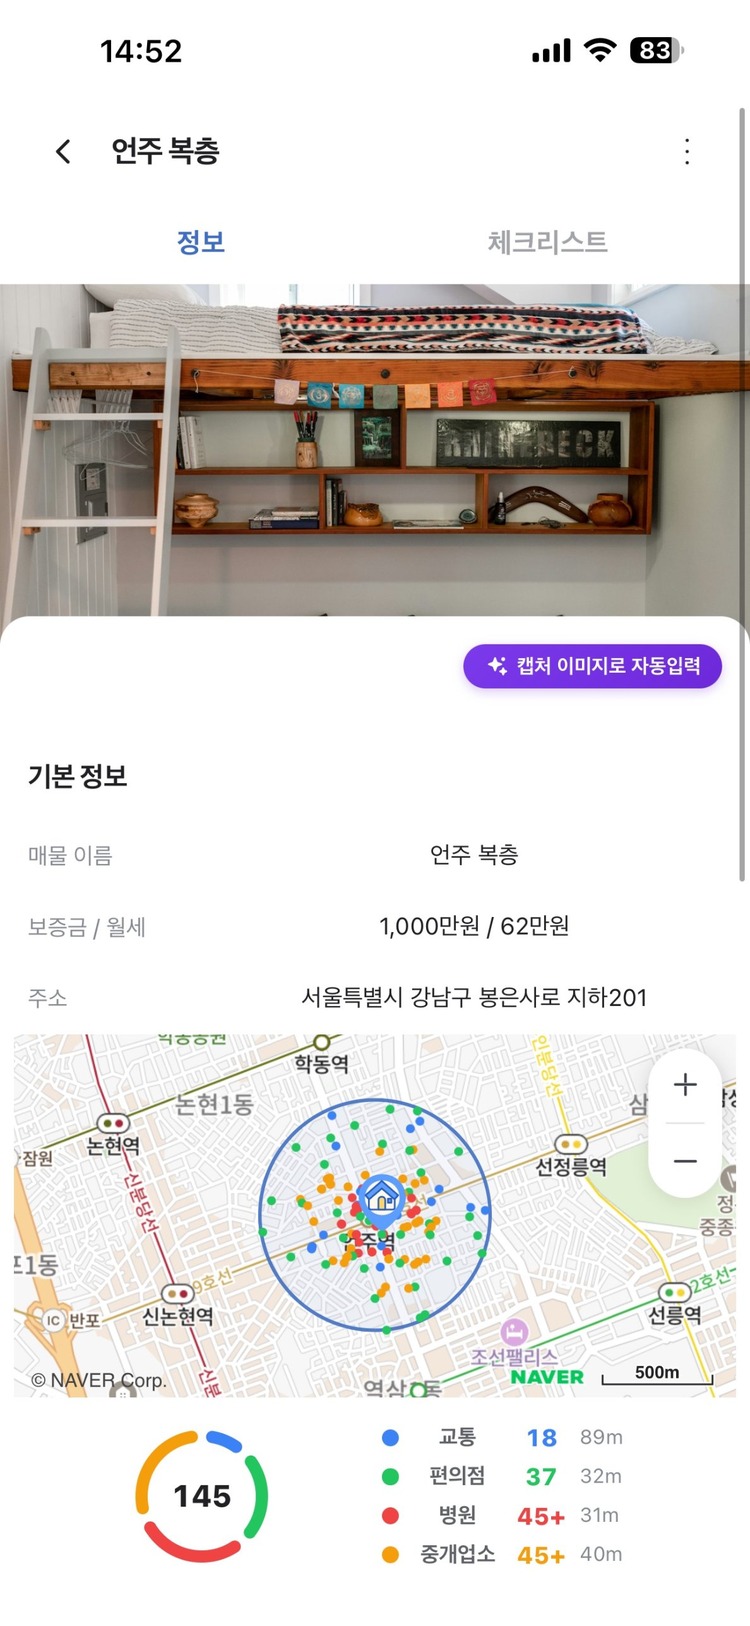 14:52
83
언주 복층
정보
체크리스트
RHINEBECK
캡처 이미지로 자동입력
기본 정보
매물 이름
언주 복층
보증금 / 월세
1,000만원 / 62만원
주소
서울특별시 강남구 봉은사로 지하201
학동역
논현1동
논현역
잠원
신분당선
선정릉역
언주역
9호선
신논현역
IC 반포
선릉역
2호선
조선팰리스
역삼
NAVER
500m
© NAVER Corp.
145
교통 18 89m
편의점 37 32m
병원 45+ 31m
중개업소 45+ 40m